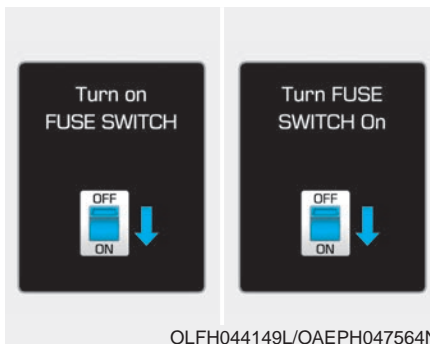 Turn on
FUSE SWITCH
OFF
ON
Turn FUSE
SWITCH On
OFF
ON
OLFH044149L/OAEPH047564N